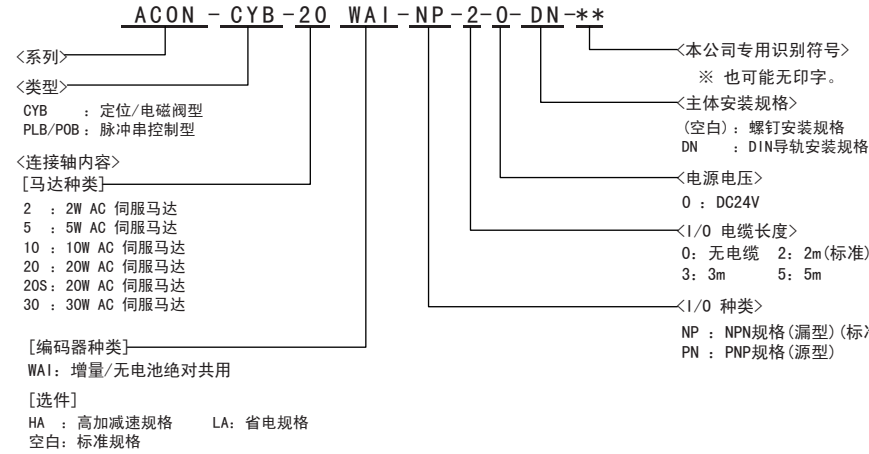 ACON-CYB-20 WAI-NP-2-0-DN-**
<系列>
<类型>
CYB ：定位/电磁阀型
PLB/POB：脉冲串控制型
<连接轴内容>
[马达种类]
2 ：2W AC 伺服马达
5 ：5W AC 伺服马达
10 ：10W AC 伺服马达
20 ：20W AC 伺服马达
20S：20W AC 伺服马达
30 ：30W AC 伺服马达
[编码器种类]
WAI：增量/无电池绝对共用
[选件]
HA ：高加减速规格 LA：省电规格
空白：标准规格
<本公司专用识别符号>
※ 也可能无印字。
<主体安装规格>
(空白)：螺钉安装规格
DN ：DIN导轨安装规格
<电源电压>
0 ：DC24V
<I/O 电缆长度>
0：无电缆 2：2m(标准)
3：3m 5：5m
<I/O 种类>
NP ：NPN规格(漏型)(标
PN ：PNP规格(源型)